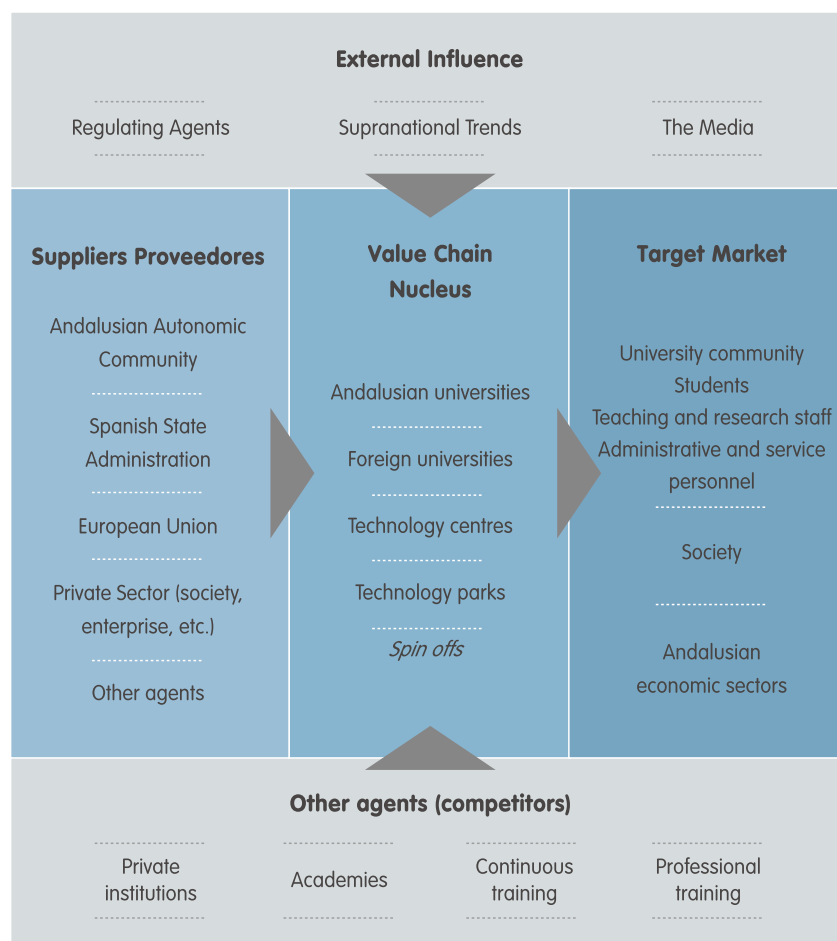 External Influence
Regulating Agents
Supranational Trends
The Media
Suppliers Proveedores
Andalusian Autonomic
Community
Spanish State
Administration
European Union
Private Sector (society,
enterprise, etc.)
Other agents
Value Chain
Nucleus
Andalusian universities
Foreign universities
Technology centres
Technology parks
Spin offs
Target Market
University community
Students
Teaching and research staff
Administrative and service
personnel
Society
Andalusian
economic sectors
Other agents (competitors)
Private
institutions
Academies
Continuous
training
Professional
training